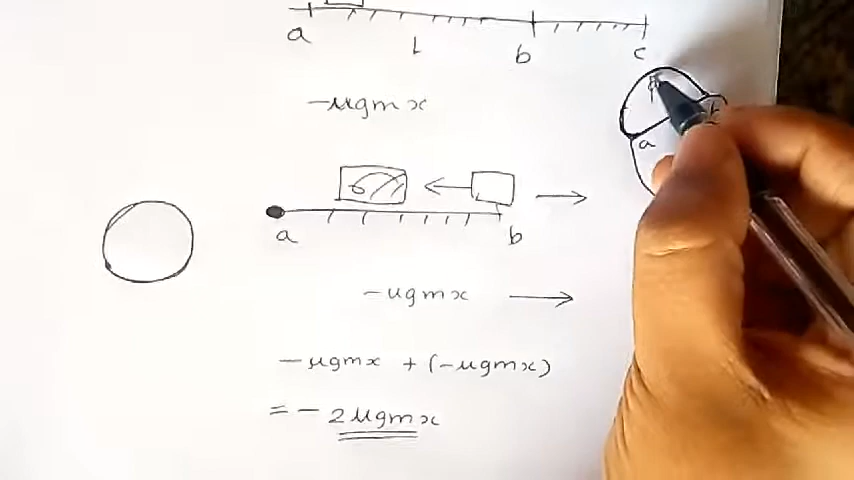 a L b c
-μgmx
a
a b
-μgmx
-μgmx + (-μgmx)
= - 2μgmx